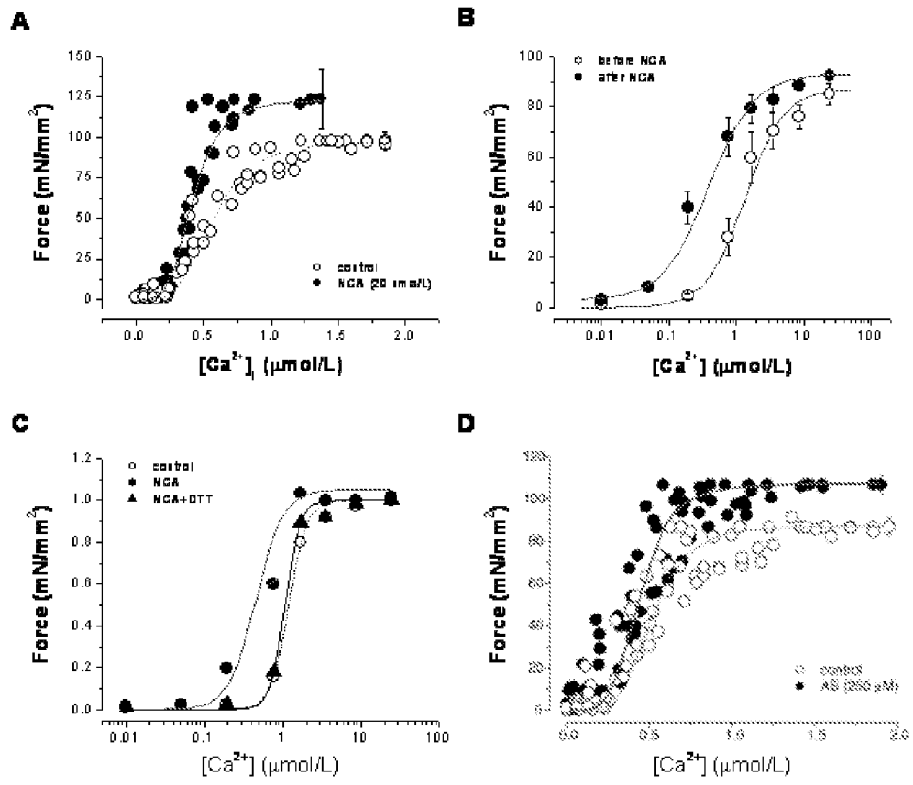 A
Force (mN/mm²)
150
125
100
75
50
25
0
control
0.0 0.5 1.0 1.5 2.0
[Ca²⁺]i (μmol/L)
B
Force (mN/mm²)
100
80
60
40
20
0
before NCA
after NCA
0.01 0.1 1 10 100
[Ca²⁺] (μmol/L)
C
Force (mN/mm²)
1.2
1.0
0.8
0.6
0.4
0.2
0.0
control
NCA
NCA+DTT
0.01 0.1 1 10 100
[Ca²⁺] (μmol/L)
D
Force (mN/mm²)
120
100
80
60
40
20
0
control
0.0 0.5 1.0 1.5 2.0
[Ca²⁺] (μmol/L)